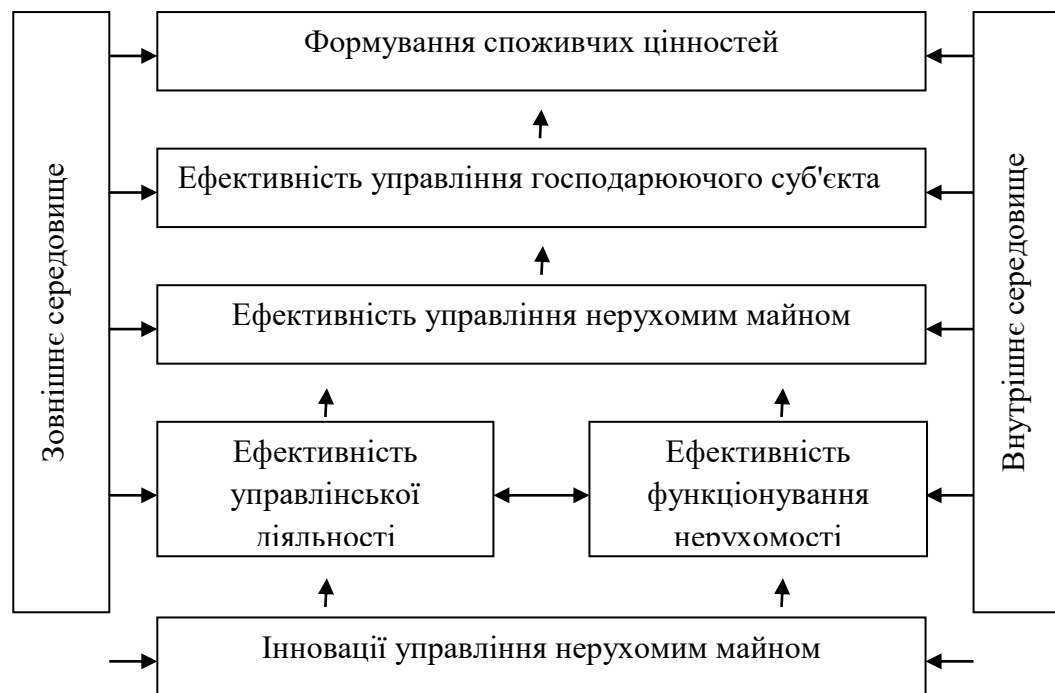 Формування споживчих цінностей
Зовнішнє середовище
Внутрішнє середовище
Ефективність управління господарюючого суб'єкта
Ефективність управління нерухомим майном
Ефективність
управлінської
діяльності
Ефективність
функціонування
нерухомості
Інновації управління нерухомим майном